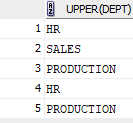 UPPER(DEPT)
1 HR
2 SALES
3 PRODUCTION
4 HR
5 PRODUCTION